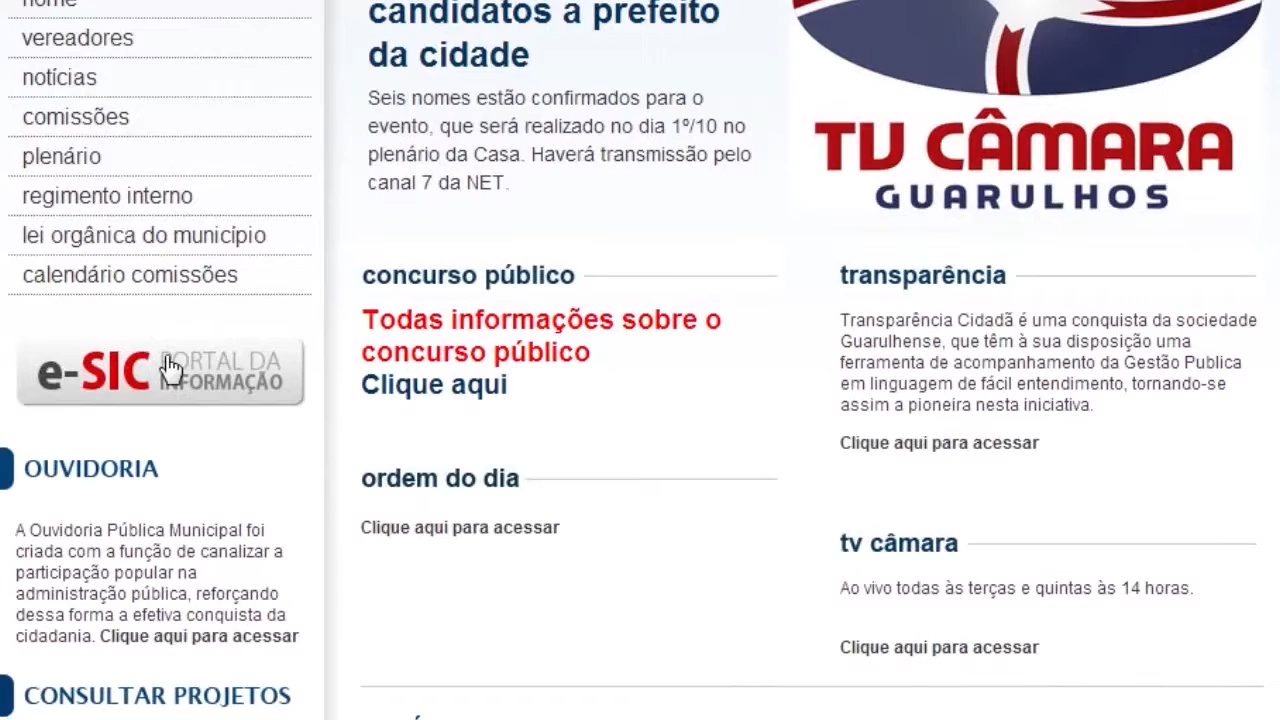 home
vereadores
notícias
comissões
plenário
regimento interno
lei orgânica do município
calendário comissões
e-SIC PORTAL DA
INFORMAÇÃO
OUVIDORIA
A Ouvidoria Pública Municipal foi
criada com a função de canalizar a
participação popular na
administração pública, reforçando
dessa forma a efetiva conquista da
cidadania. Clique aqui para acessar
CONSULTAR PROJETOS
candidatos a prefeito
da cidade
Seis nomes estão confirmados para o
evento, que será realizado no dia 1º/10 no
plenário da Casa. Haverá transmissão pelo
canal 7 da NET.
concurso público
Todas informações sobre o
concurso público
Clique aqui
ordem do dia
Clique aqui para acessar
TV CÂMARA
GUARULHOS
transparência
Transparência Cidadã é uma conquista da sociedade
Guarulhense, que têm à sua disposição uma
ferramenta de acompanhamento da Gestão Publica
em linguagem de fácil entendimento, tornando-se
assim a pioneira nesta iniciativa.
Clique aqui para acessar
tv câmara
Ao vivo todas às terças e quintas às 14 horas.
Clique aqui para acessar